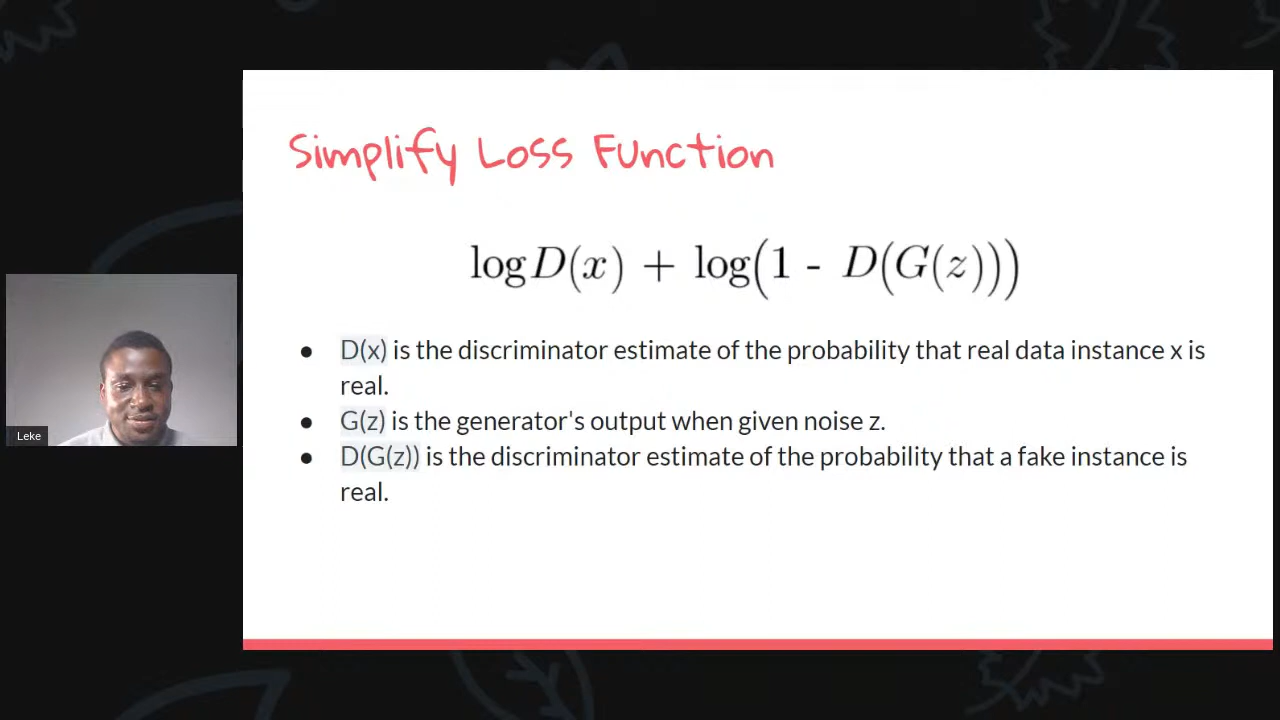 Simplify Loss Function
log D(x) + log(1 - D(G(z)))
● D(x) is the discriminator estimate of the probability that real data instance x is
real.
● G(z) is the generator's output when given noise z.
● D(G(z)) is the discriminator estimate of the probability that a fake instance is
real.
Leke